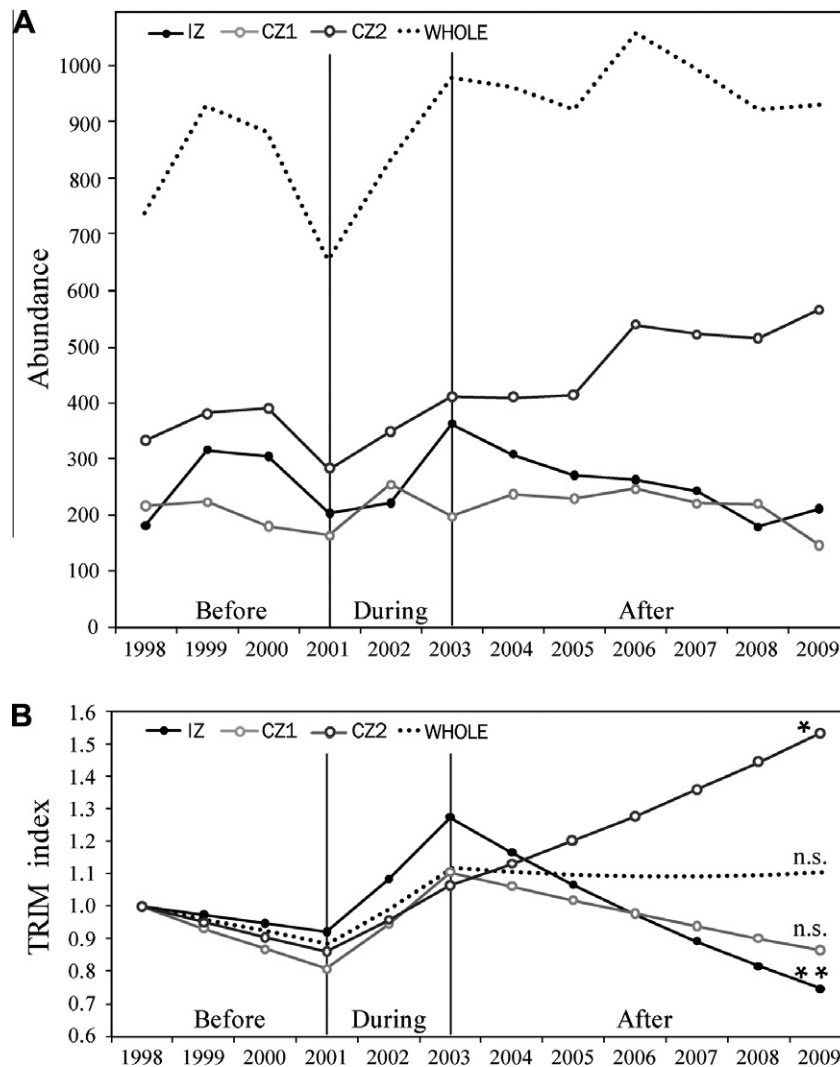 A
IZ CZ1 CZ2 WHOLE
1000
900
800
700
600
500
400
300
200
100
0
Abundance
Before During After
1998 1999 2000 2001 2002 2003 2004 2005 2006 2007 2008 2009
B
IZ CZ1 CZ2 WHOLE
1.6
1.5
1.4
1.3
1.2
1.1
1.0
0.9
0.8
0.7
0.6
TRIM index
*
n.s.
n.s.
**
Before During After
1998 1999 2000 2001 2002 2003 2004 2005 2006 2007 2008 2009